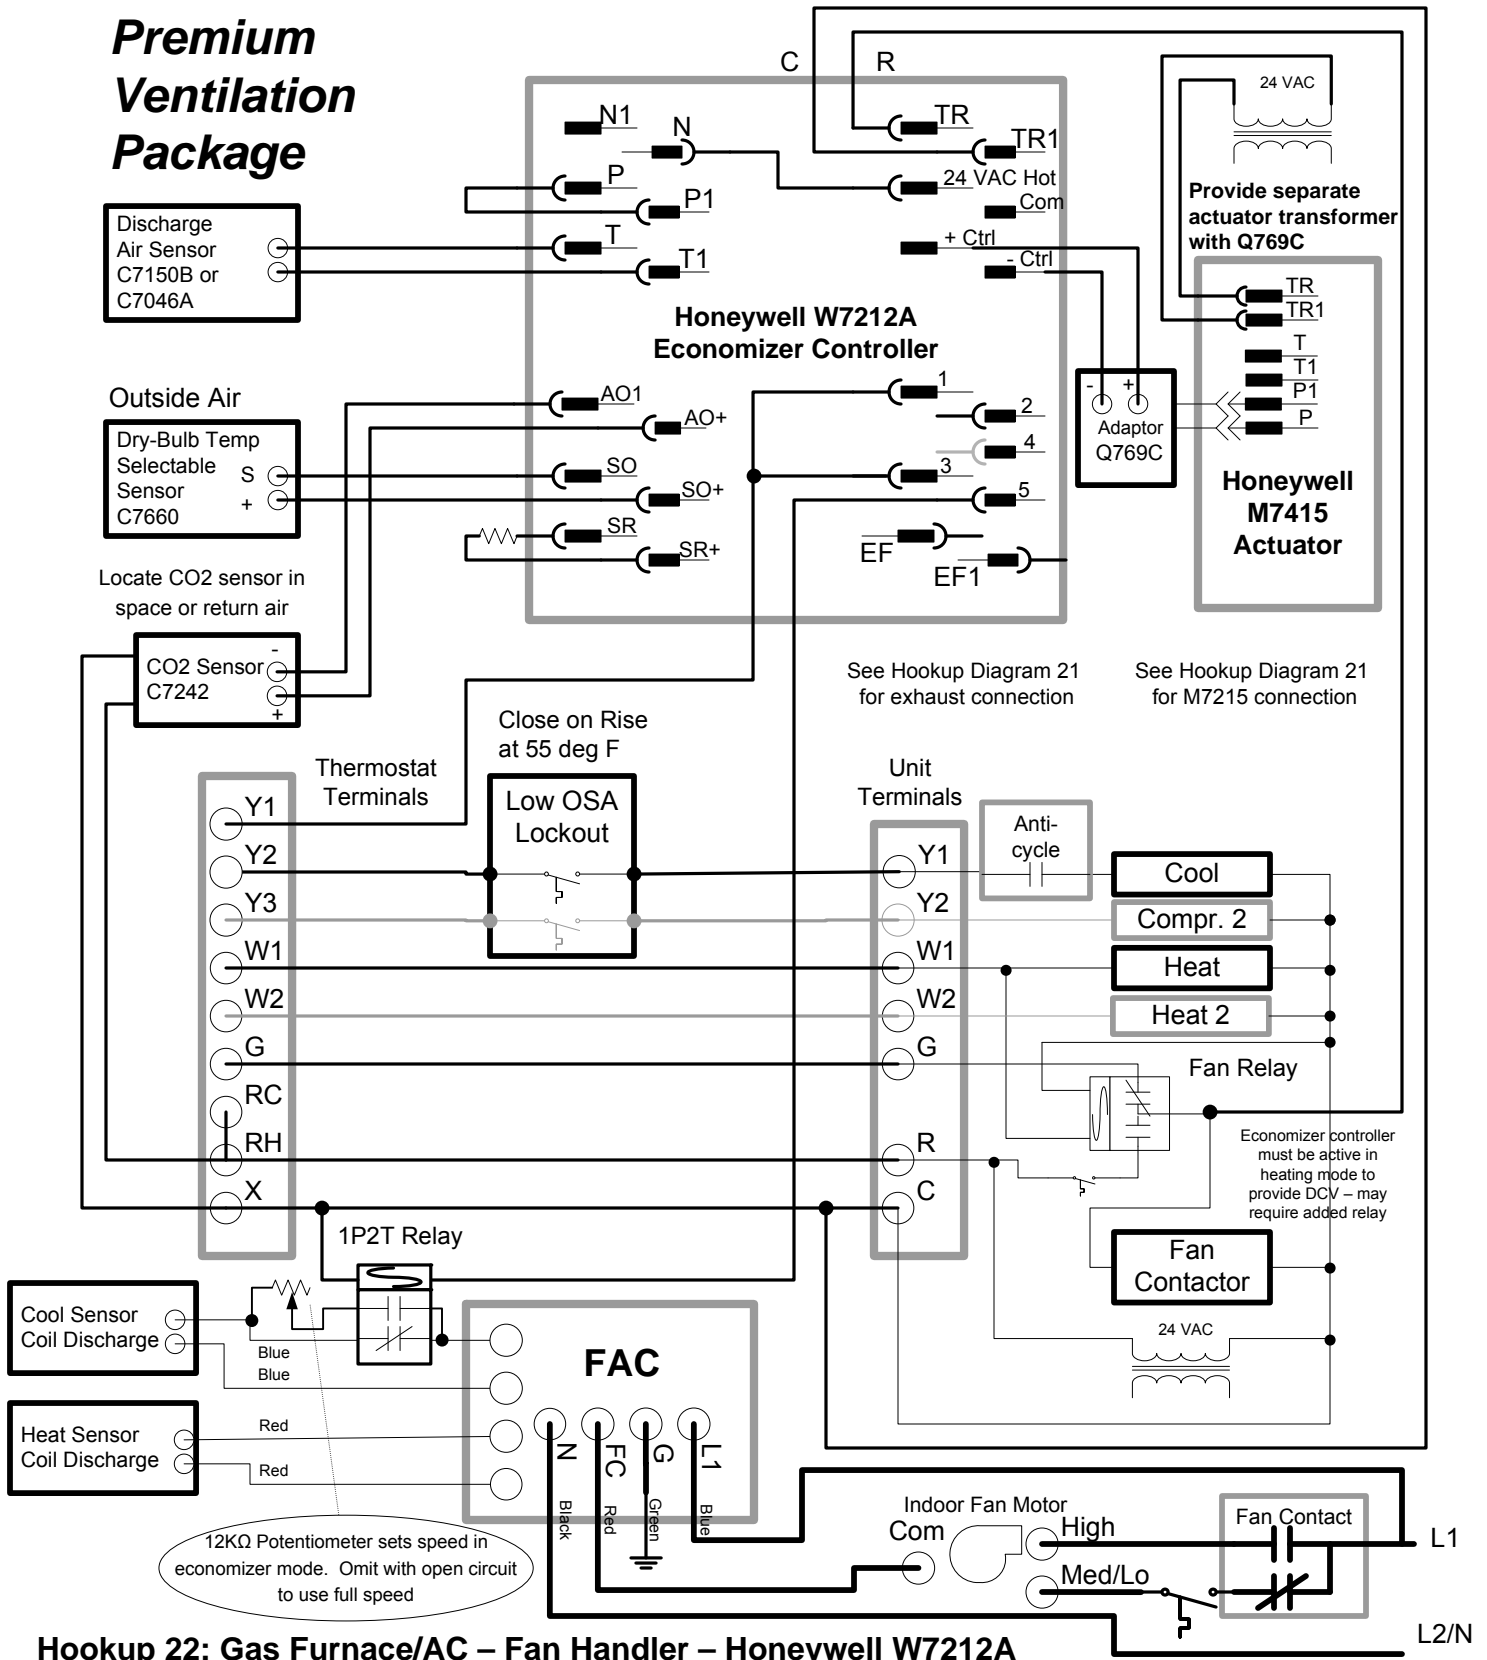 Premium
Ventilation
Package
C R
24 VAC
Provide separate
actuator transformer
with Q769C
Discharge
Air Sensor
C7150B or
C7046A
N1
N
P
P1
T
T1
TR
TR1
24 VAC Hot
Com
+ Ctrl
- Ctrl
Honeywell W7212A
Economizer Controller
TR
TR1
T
T1
P1
P
- +
Adaptor
Q769C
Honeywell
M7415
Actuator
Outside Air
Dry-Bulb Temp
Selectable
Sensor
C7660
S
+
AO1
AO+
SO
SO+
SR
SR+
1
2
4
3
5
EF
EF1
Locate CO2 sensor in
space or return air
CO2 Sensor
C7242
-
+
See Hookup Diagram 21
for exhaust connection
See Hookup Diagram 21
for M7215 connection
Close on Rise
at 55 deg F
Low OSA
Lockout
Thermostat
Terminals
Y1
Y2
Y3
W1
W2
G
RC
RH
X
Unit
Terminals
Y1
Y2
W1
W2
G
R
C
Anti-
cycle
Cool
Compr. 2
Heat
Heat 2
Fan Relay
Economizer controller
must be active in
heating mode to
provide DCV – may
require added relay
Fan
Contactor
24 VAC
1P2T Relay
Cool Sensor
Coil Discharge
Blue
Blue
Heat Sensor
Coil Discharge
Red
Red
FAC
N
FC
G
L1
Black
Red
Green
Blue
12KΩ Potentiometer sets speed in
economizer mode. Omit with open circuit
to use full speed
Indoor Fan Motor
Com
High
Med/Lo
Fan Contact
L1
L2/N
Hookup 22: Gas Furnace/AC – Fan Handler – Honeywell W7212A